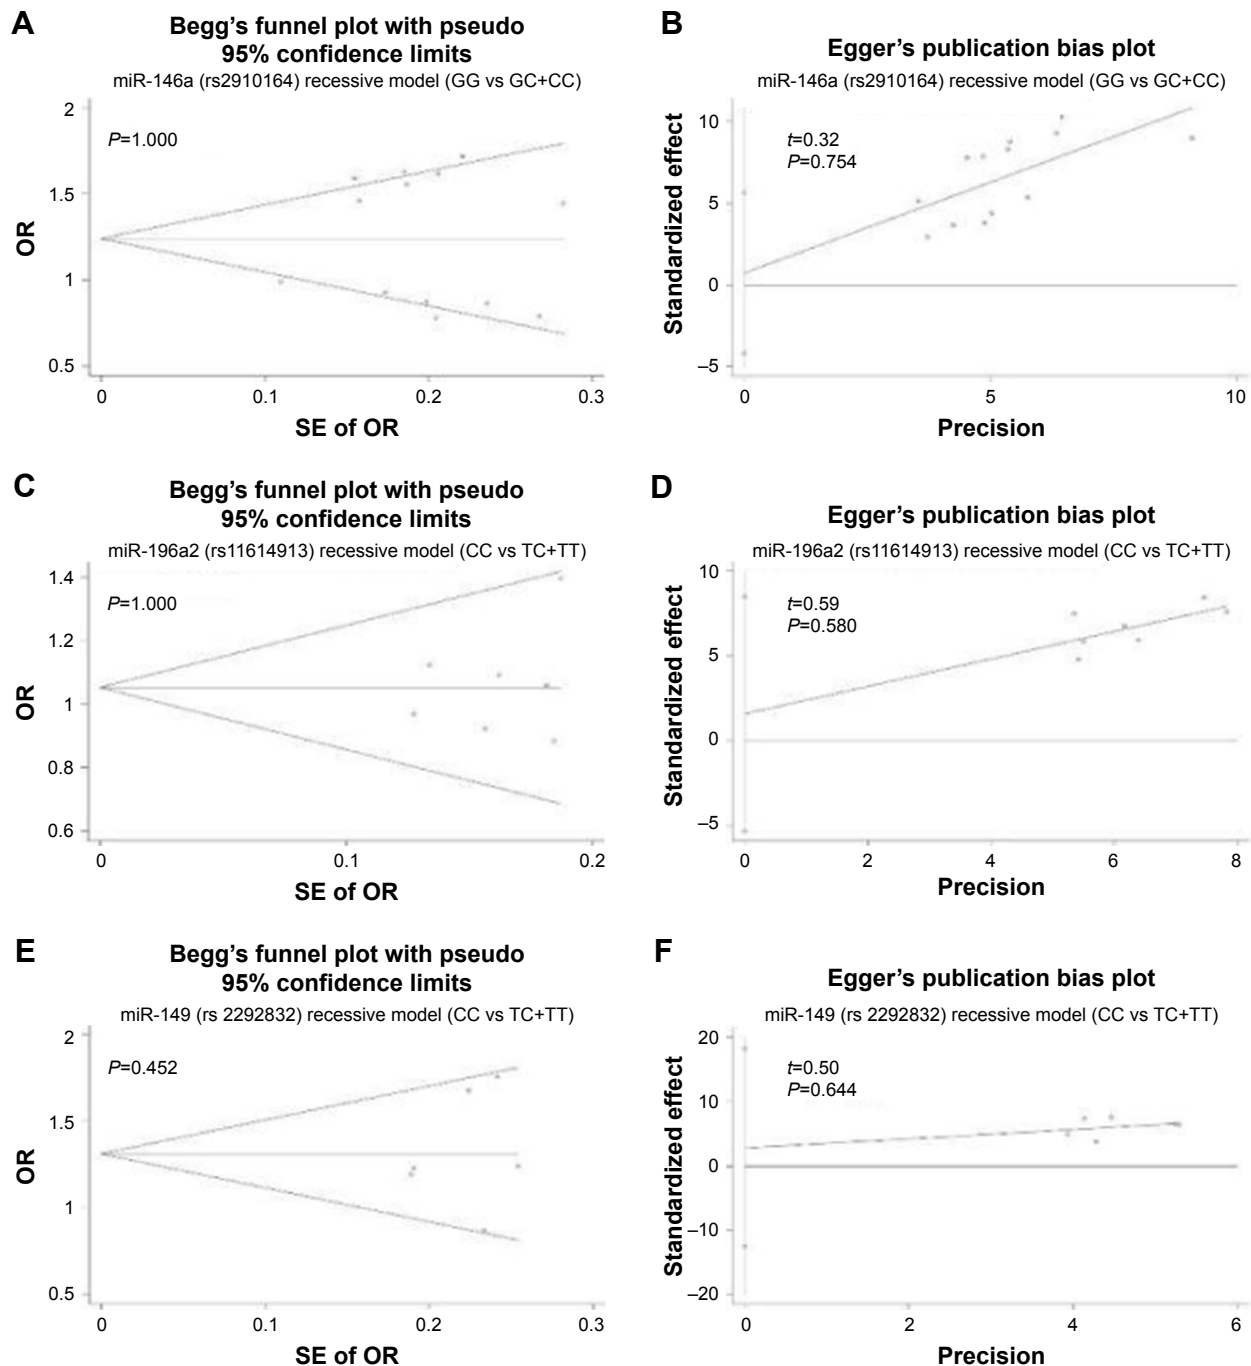 A
Begg’s funnel plot with pseudo
95% confidence limits
miR-146a (rs2910164) recessive model (GG vs GC+CC)
2
1.5
1
0.5
OR
P=1.000
0 0.1 0.2 0.3
SE of OR
B
Egger’s publication bias plot
miR-146a (rs2910164) recessive model (GG vs GC+CC)
10
5
0
–5
Standardized effect
t=0.32
P=0.754
0 5 10
Precision
C
Begg’s funnel plot with pseudo
95% confidence limits
miR-196a2 (rs11614913) recessive model (CC vs TC+TT)
1.4
1.2
1
0.8
0.6
OR
P=1.000
0 0.1 0.2
SE of OR
D
Egger’s publication bias plot
miR-196a2 (rs11614913) recessive model (CC vs TC+TT)
10
5
0
–5
Standardized effect
t=0.59
P=0.580
0 2 4 6 8
Precision
E
Begg’s funnel plot with pseudo
95% confidence limits
miR-149 (rs 2292832) recessive model (CC vs TC+TT)
2
1.5
1
0.5
OR
P=0.452
0 0.1 0.2 0.3
SE of OR
F
Egger’s publication bias plot
miR-149 (rs 2292832) recessive model (CC vs TC+TT)
20
10
0
–10
–20
Standardized effect
t=0.50
P=0.644
0 2 4 6
Precision